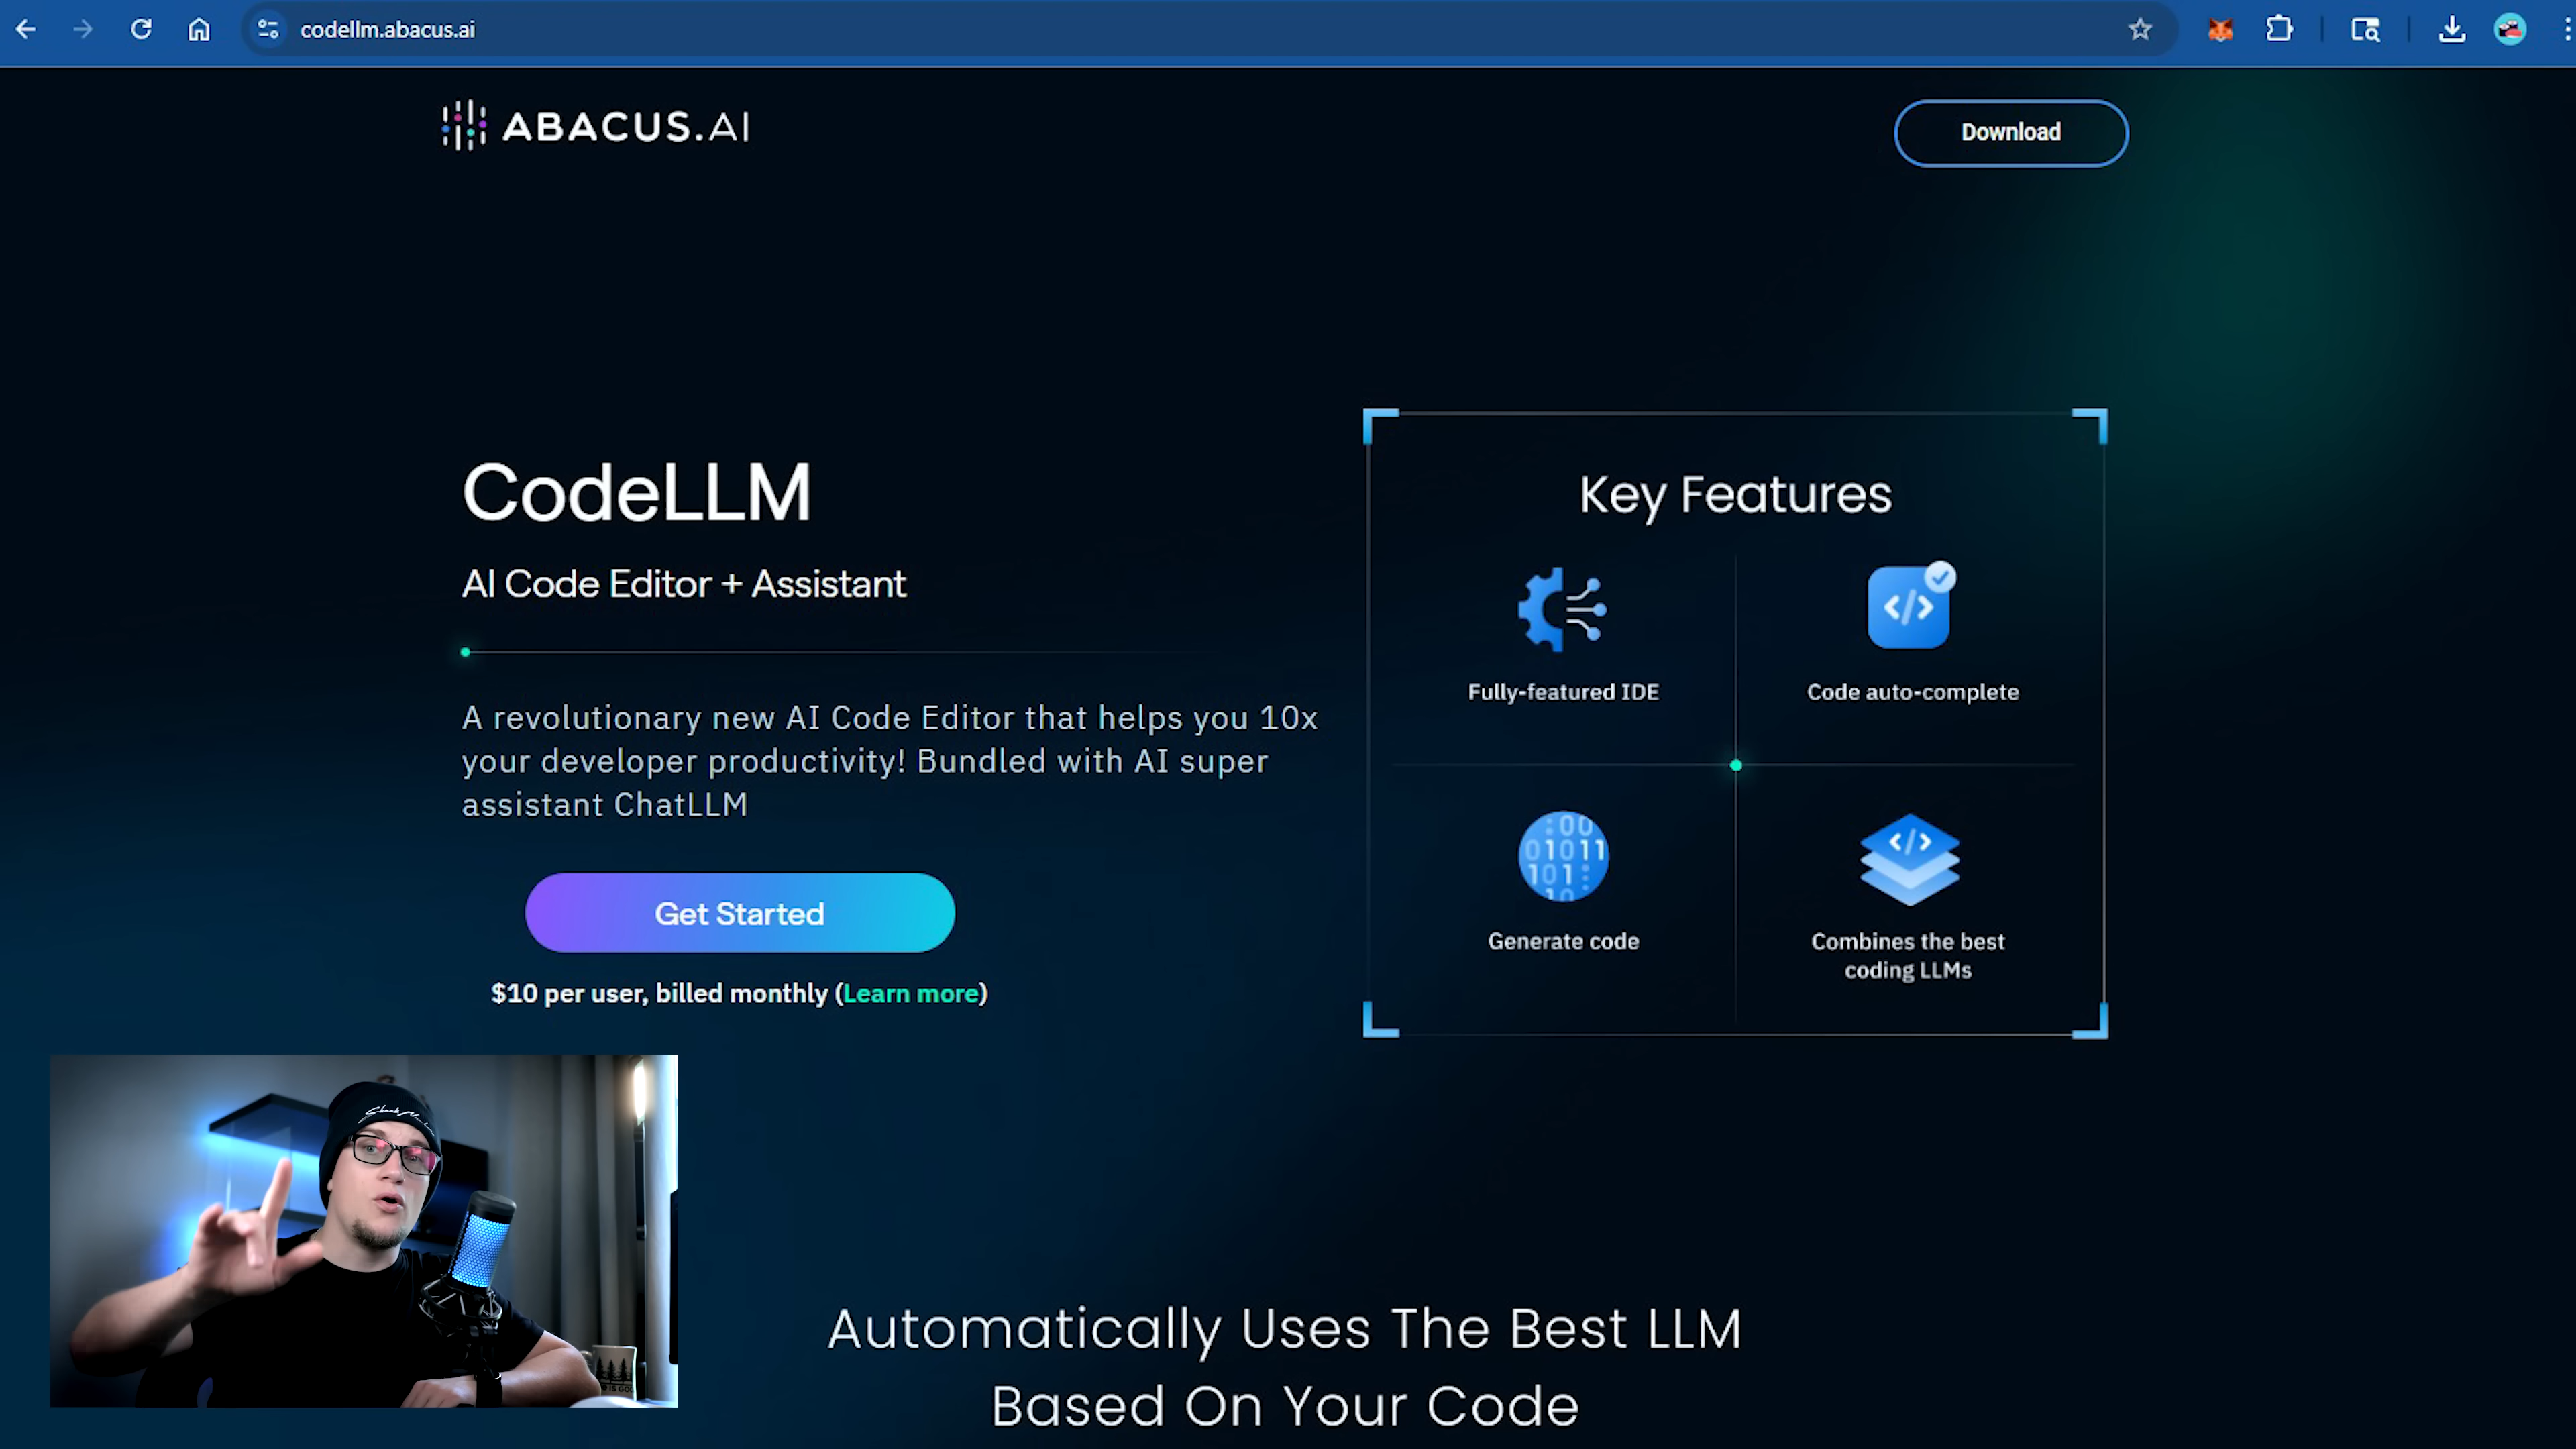 codellm.abacus.ai
ABACUS.AI
Download
CodeLLM
AI Code Editor + Assistant
A revolutionary new AI Code Editor that helps you 10x
your developer productivity! Bundled with AI super
assistant ChatLLM
Get Started
$10 per user, billed monthly (Learn more)
Key Features
Fully-featured IDE
Code auto-complete
Generate code
Combines the best
coding LLMs
Automatically Uses The Best LLM
Based On Your Code